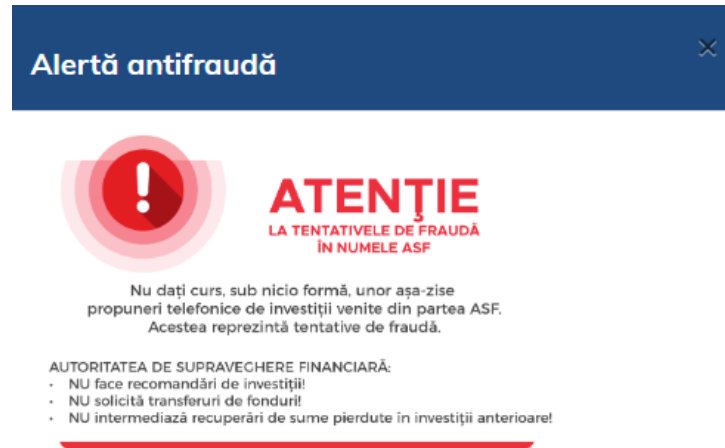 Alertă antifraudă
ATENŢIE
LA TENTATIVELE DE FRAUDĂ
ÎN NUMELE ASF
Nu dați curs, sub nicio formă, unor așa-zise
propuneri telefonice de investiții venite din partea ASF.
Acestea reprezintă tentative de fraudă.
AUTORITATEA DE SUPRAVEGHERE FINANCIARĂ:
• NU face recomandări de investiții!
• NU solicită transferuri de fonduri!
• NU intermediază recuperări de sume pierdute în investiții anterioare!